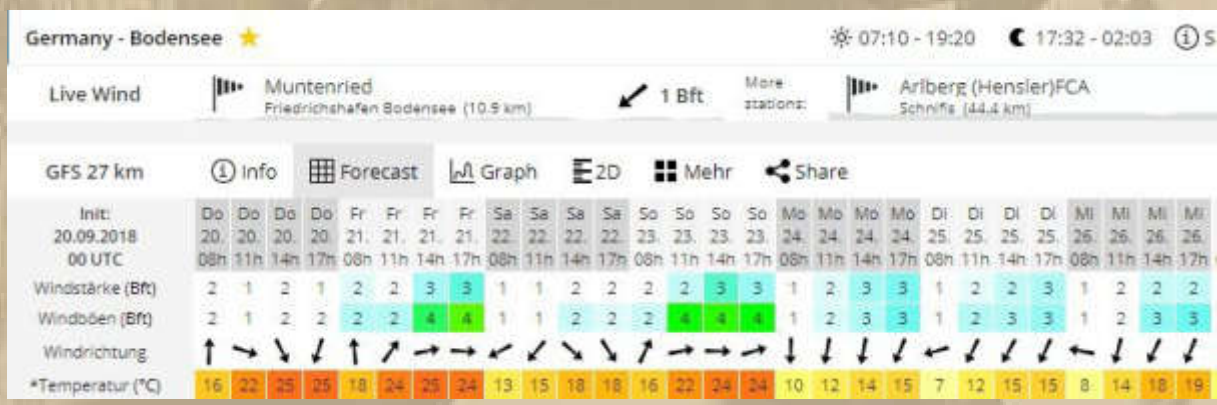 Germany - Bodensee 07:10 - 19:20 17:32 - 02:03 S
Live Wind Muntenried 1 Bft More Arlberg (Hensler)FCA
Friedrichshafen Bodensee (10.9 km) stations: Schnifis (44.4 km)
GFS 27 km Info Forecast Graph 2D Mehr Share
Init: Do Do Do Do Fr Fr Fr Fr Sa Sa Sa Sa So So So So Mo Mo Mo Mo Di Di Di Di Mi Mi Mi Mi
20.09.2018 20. 20. 20. 20. 21. 21. 21. 21. 22. 22. 22. 22. 23. 23. 23. 23. 24. 24. 24. 24. 25. 25. 25. 25. 26. 26. 26. 26.
00 UTC 08h 11h 14h 17h 08h 11h 14h 17h 08h 11h 14h 17h 08h 11h 14h 17h 08h 11h 14h 17h 08h 11h 14h 17h 08h 11h 14h 17h
Windstärke (Bft) 2 1 2 1 2 2 3 3 1 1 2 2 2 2 3 3 1 2 3 3 1 2 2 3 1 2 2 2
Windböen (Bft) 2 1 2 2 2 2 4 4 1 1 2 2 2 4 4 4 1 2 3 3 1 2 3 3 1 2 3 3
Windrichtung
*Temperatur (°C) 16 22 25 25 18 24 25 24 13 15 18 18 16 22 24 24 10 12 14 15 7 12 15 15 8 14 18 19